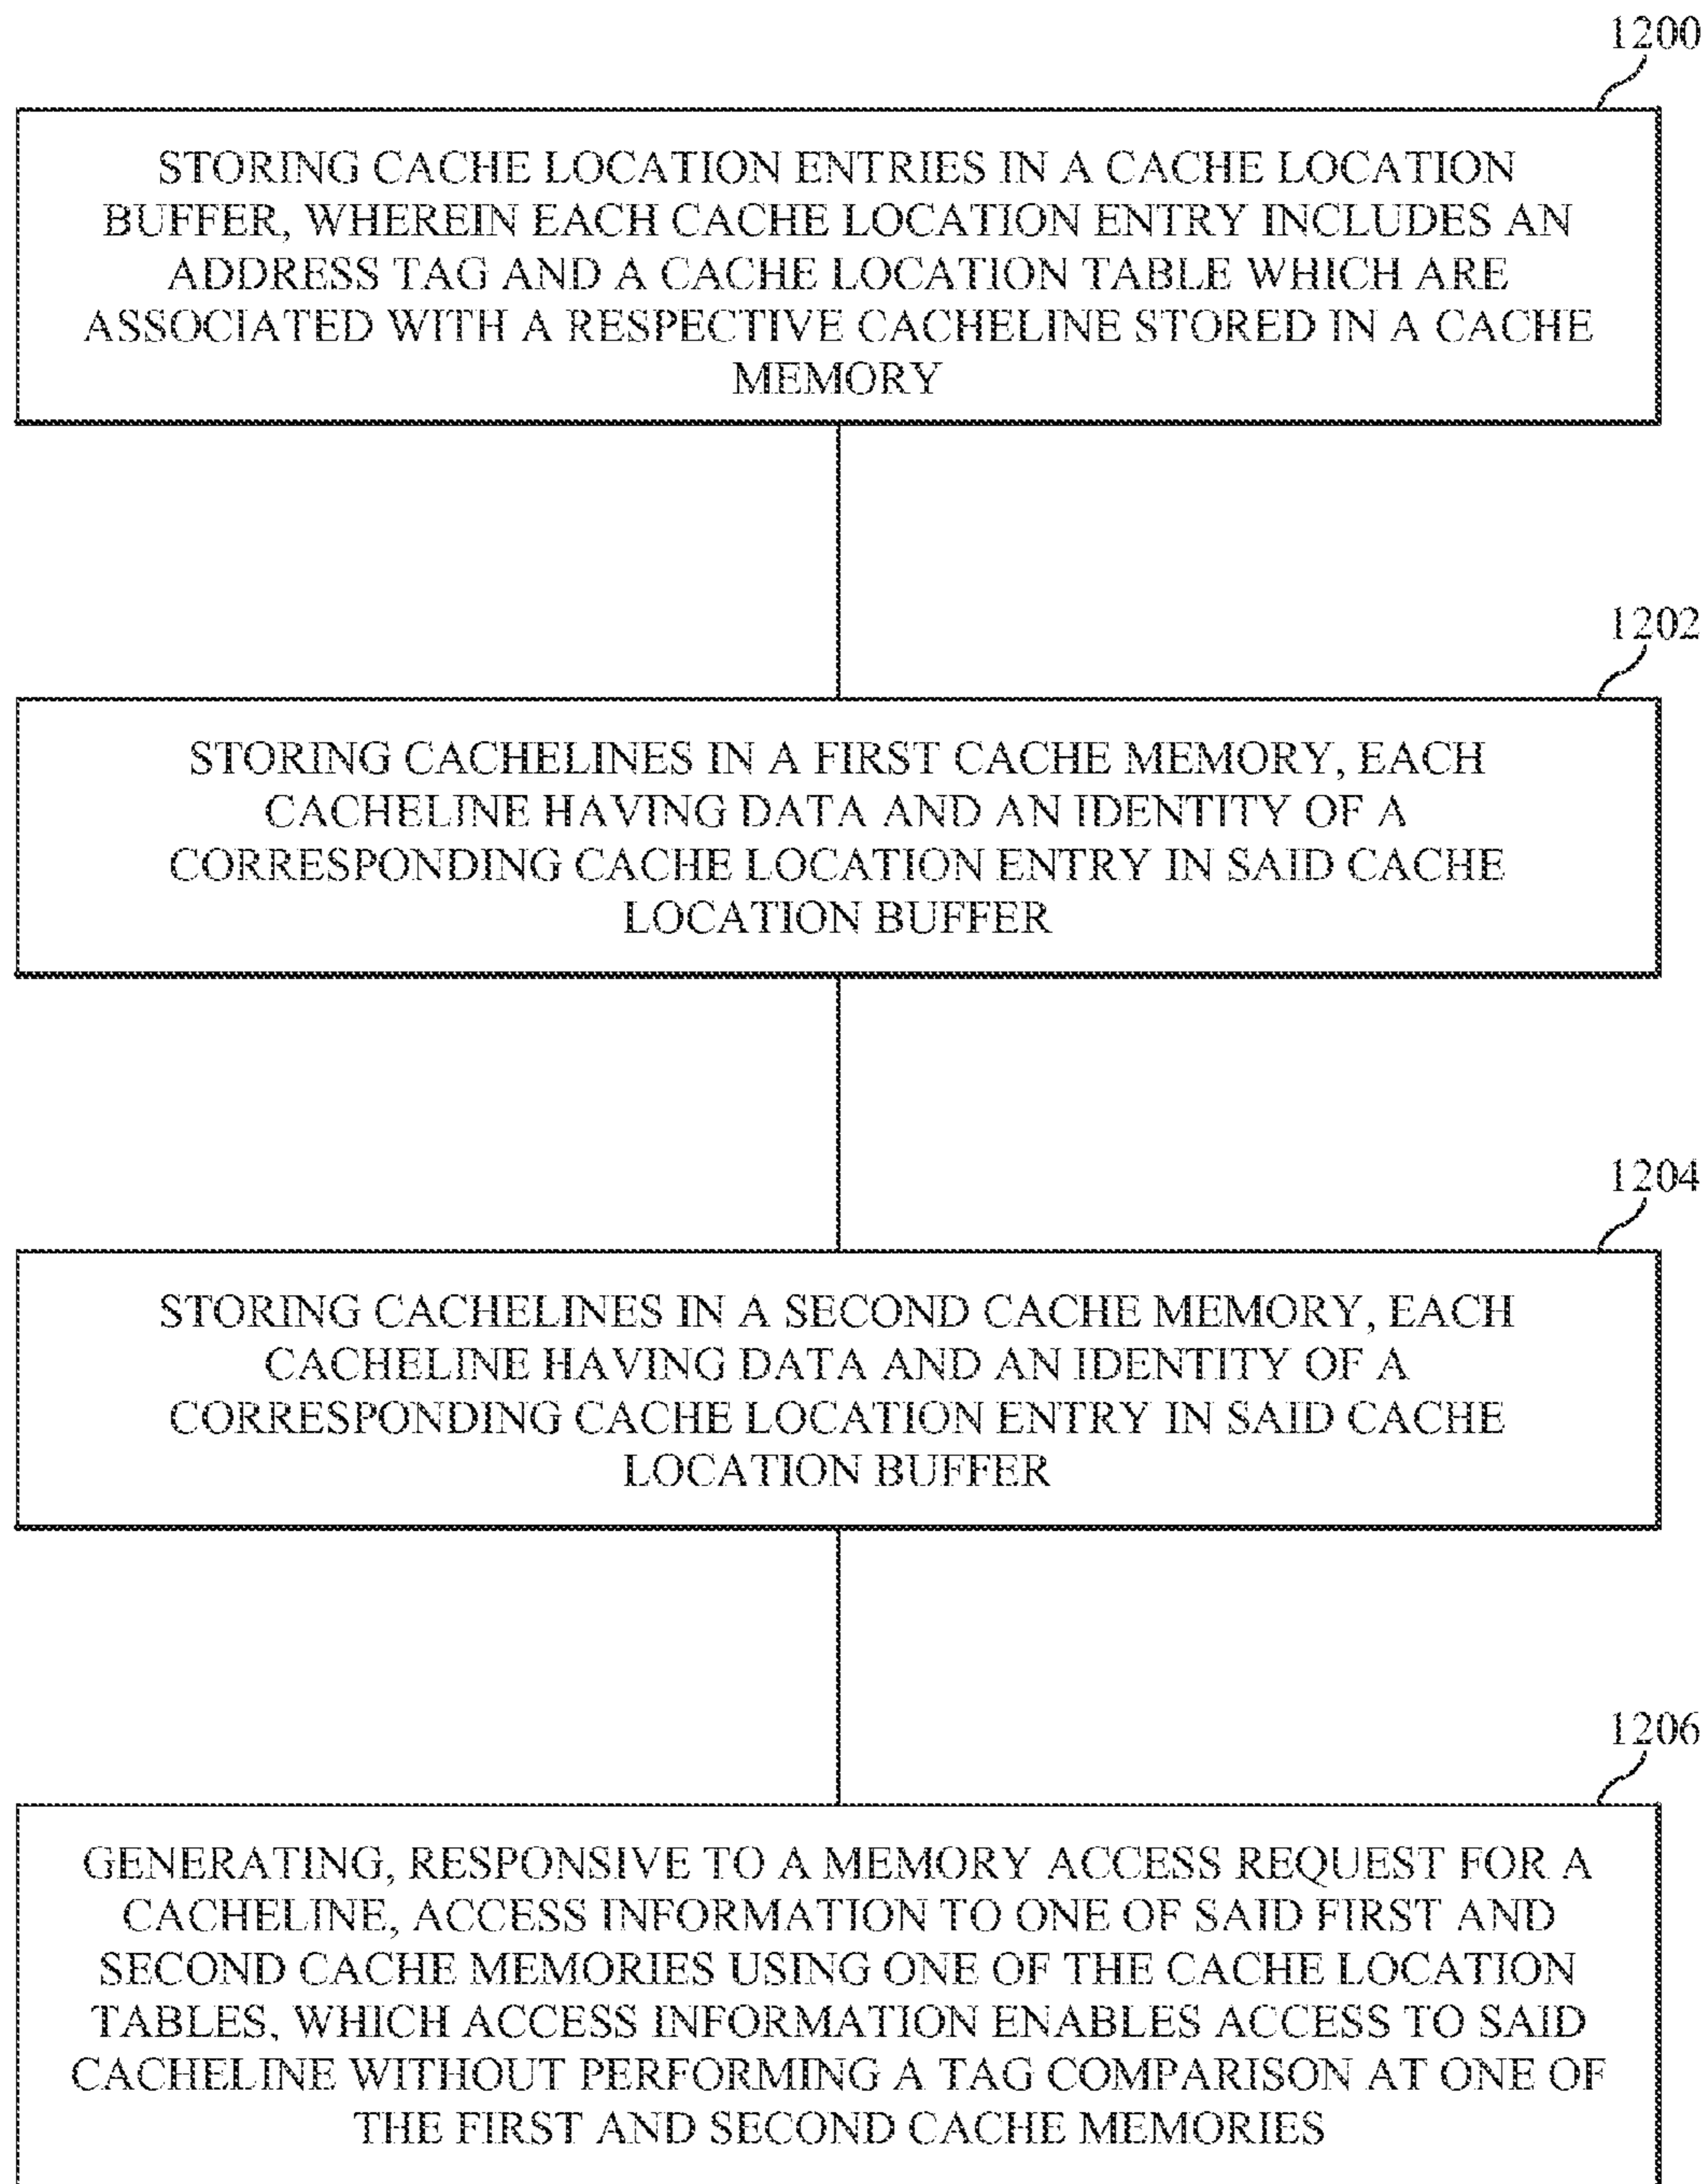 1200
STORING CACHE LOCATION ENTRIES IN A CACHE LOCATION
BUFFER, WHEREIN EACH CACHE LOCATION ENTRY INCLUDES AN
ADDRESS TAG AND A CACHE LOCATION TABLE WHICH ARE
ASSOCIATED WITH A RESPECTIVE CACHELINE STORED IN A CACHE
MEMORY
1202
STORING CACHELINES IN A FIRST CACHE MEMORY, EACH
CACHELINE HAVING DATA AND AN IDENTITY OF A
CORRESPONDING CACHE LOCATION ENTRY IN SAID CACHE
LOCATION BUFFER
1204
STORING CACHELINES IN A SECOND CACHE MEMORY, EACH
CACHELINE HAVING DATA AND AN IDENTITY OF A
CORRESPONDING CACHE LOCATION ENTRY IN SAID CACHE
LOCATION BUFFER
1206
GENERATING, RESPONSIVE TO A MEMORY ACCESS REQUEST FOR A
CACHELINE, ACCESS INFORMATION TO ONE OF SAID FIRST AND
SECOND CACHE MEMORIES USING ONE OF THE CACHE LOCATION
TABLES, WHICH ACCESS INFORMATION ENABLES ACCESS TO SAID
CACHELINE WITHOUT PERFORMING A TAG COMPARISON AT ONE OF
THE FIRST AND SECOND CACHE MEMORIES